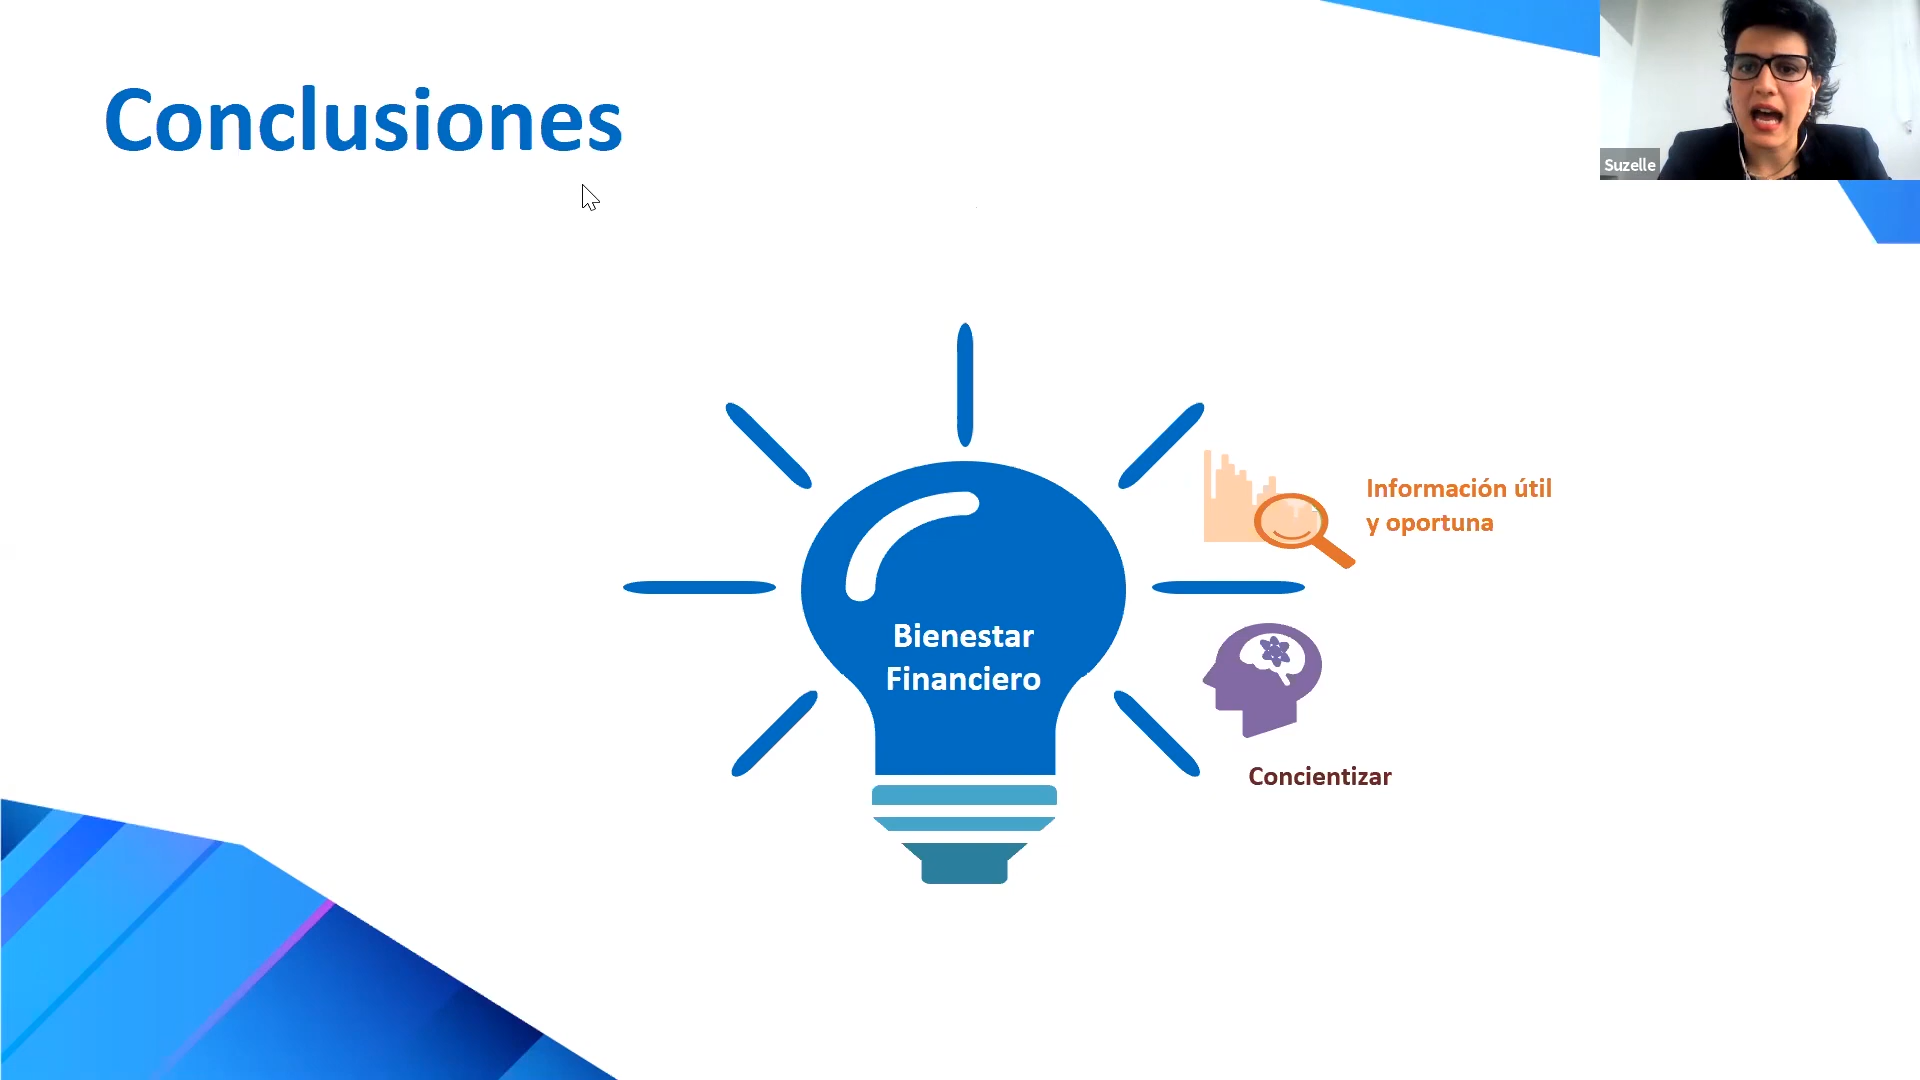 Conclusiones
Suzelle
Información útil
y oportuna
Bienestar
Financiero
Concientizar